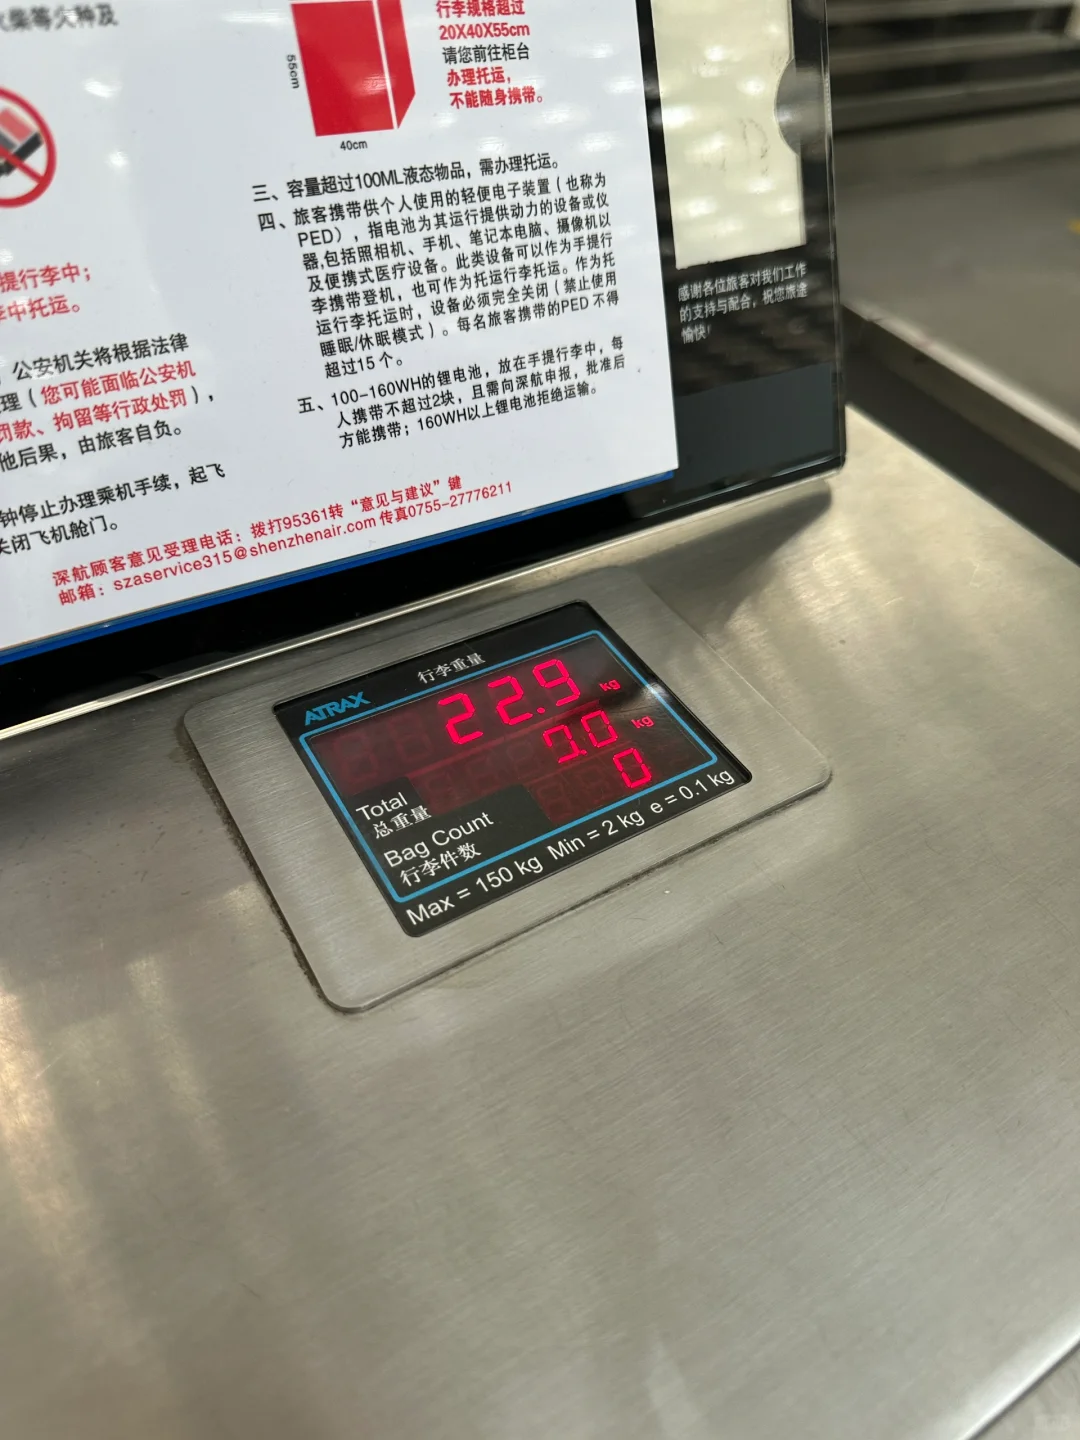 火柴等火种及
提行李中；
李中托运。
公安机关将根据法律
理（您可能面临公安机
罚款、拘留等行政处罚），
他后果，由旅客自负。
钟停止办理乘机手续，起飞
关闭飞机舱门。
55cm
40cm
行李规格超过
20X40X55cm
请您前往柜台
办理托运，
不能随身携带。
三、容量超过100ML液态物品，需办理托运。
四、旅客携带供个人使用的轻便电子装置（也称为
PED），指电池为其运行提供动力的设备或仪
器,包括照相机、手机、笔记本电脑、摄像机以
及便携式医疗设备。此类设备可以作为手提行
李携带登机，也可作为托运行李托运。作为托
运行李托运时，设备必须完全关闭（禁止使用
睡眠/休眠模式）。每名旅客携带的PED 不得
超过15个。
五、100-160WH的锂电池，放在手提行李中，每
人携带不超过2块，且需向深航申报，批准后
方能携带；160WH以上锂电池拒绝运输。
深航顾客意见受理电话：拨打95361转“意见与建议”健
邮箱：szaservice315@shenzhenair.com 传真0755-27776211
感谢各位旅客对我们工作
的支持与配合，祝您旅途
愉快！
ATRAX 行李重量
22.9 kg
0.0 kg
0
Total
总重量
Bag Count
行李件数
Max = 150 kg Min = 2 kg e = 0.1 kg